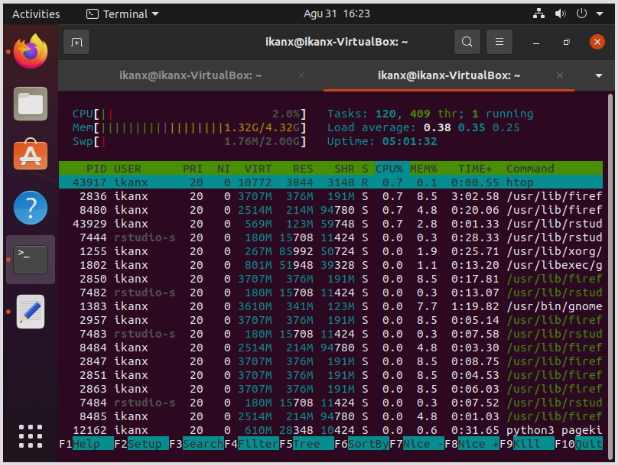 Activities Terminal Agu 31 16:23
ikanx@ikanx-VirtualBox: ~
ikanx@ikanx-VirtualBox: ~ × ikanx@ikanx-VirtualBox: ~ ×
CPU[|| 2.0%] Tasks: 120, 409 thr; 1 running
Mem[||||||||||||||||||||1.32G/4.32G] Load average: 0.38 0.35 0.25
Swp[| 1.76M/2.00G] Uptime: 05:01:32
PID USER PRI NI VIRT RES SHR S CPU% MEM% TIME+ Command
43917 ikanx 20 0 10772 3844 3148 R 0.7 0.1 0:00.55 htop
2836 ikanx 20 0 3707M 376M 191M S 0.7 8.5 3:02.58 /usr/lib/firef
8480 ikanx 20 0 2514M 214M 94780 S 0.7 4.8 0:20.06 /usr/lib/firef
43929 ikanx 20 0 569M 123M 59748 S 0.7 2.8 0:01.33 /usr/lib/rstud
7444 rstudio-s 20 0 180M 15708 11424 S 0.0 0.3 0:28.33 /usr/lib/rstud
1255 ikanx 20 0 267M 85992 50724 S 0.0 1.9 0:25.71 /usr/lib/xorg/
1802 ikanx 20 0 801M 51948 39328 S 0.0 1.1 0:13.20 /usr/libexec/g
2850 ikanx 20 0 3707M 376M 191M S 0.0 8.5 0:17.81 /usr/lib/firef
7482 rstudio-s 20 0 180M 15708 11424 S 0.0 0.3 0:13.07 /usr/lib/rstud
1383 ikanx 20 0 3610M 341M 123M S 0.0 7.7 1:19.82 /usr/bin/gnome
2957 ikanx 20 0 3707M 376M 191M S 0.0 8.5 0:05.14 /usr/lib/firef
7483 rstudio-s 20 0 180M 15708 11424 S 0.0 0.3 0:07.58 /usr/lib/rstud
8484 ikanx 20 0 2514M 214M 94780 S 0.0 4.8 0:03.30 /usr/lib/firef
2847 ikanx 20 0 3707M 376M 191M S 0.0 8.5 0:08.75 /usr/lib/firef
2851 ikanx 20 0 3707M 376M 191M S 0.0 8.5 0:04.53 /usr/lib/firef
2863 ikanx 20 0 3707M 376M 191M S 0.0 8.5 0:06.03 /usr/lib/firef
7484 rstudio-s 20 0 180M 15708 11424 S 0.0 0.3 0:07.52 /usr/lib/rstud
8485 ikanx 20 0 2514M 214M 94780 S 0.0 4.8 0:01.03 /usr/lib/firef
12162 ikanx 20 0 610M 28348 10424 S 0.0 0.6 0:31.65 python3 pageki
F1Help F2Setup F3SearchF4FilterF5Tree F6SortByF7Nice -F8Nice +F9Kill F10Quit